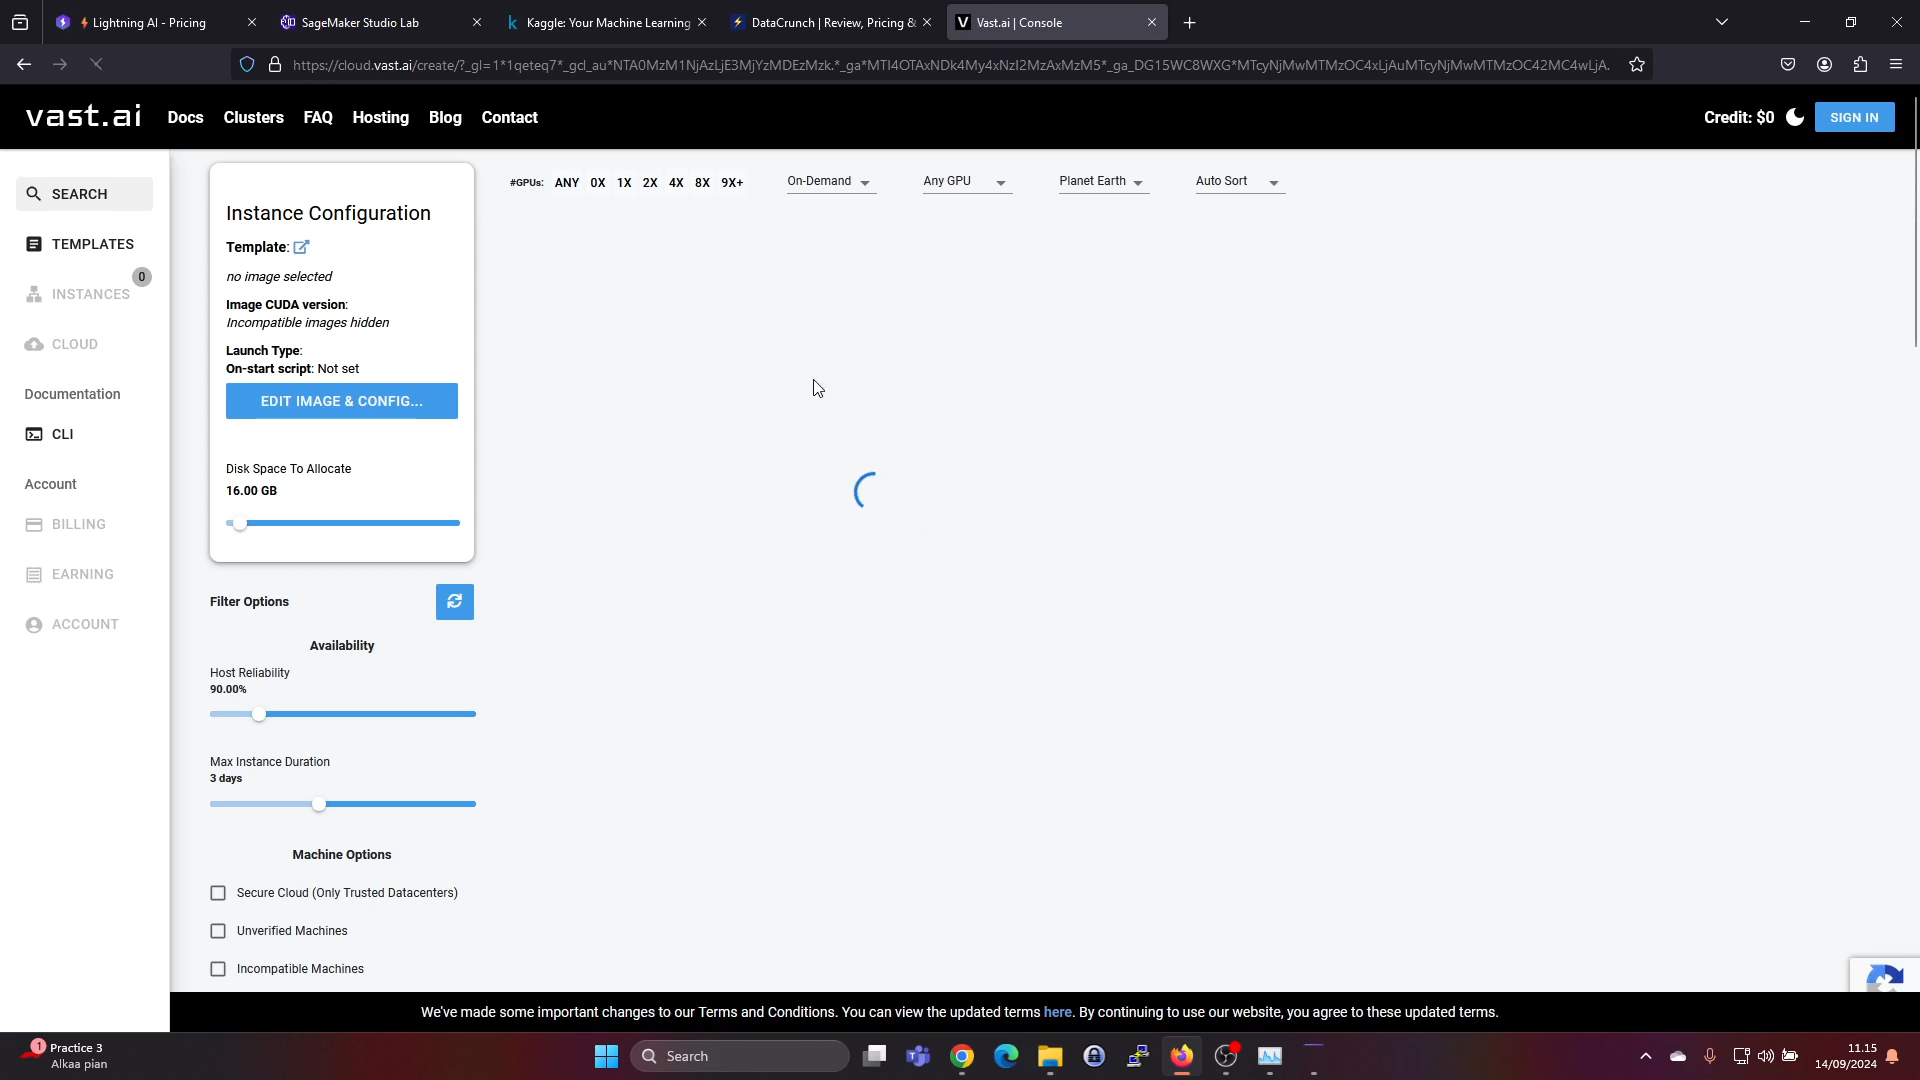 Lightning AI - Pricing
SageMaker Studio Lab
Kaggle: Your Machine Learning
DataCrunch | Review, Pricing &
Vast.ai | Console
https://cloud.vast.ai/create/?_gl=1*1qeteq7*_gcl_au*NTA0MzM1NjAzLjE3MjYzMDEzMzk.*_ga*MTI4OTAxNDk4My4xNzI2MzAxMzM5*_ga_DG15WC8WXG*MTcyNjMwMTMzOC4xLjAuMTcyNjMwMTMzOC42MC4wLjA.
vast.ai
Docs
Clusters
FAQ
Hosting
Blog
Contact
Credit: $0
SIGN IN
SEARCH
TEMPLATES
0
INSTANCES
CLOUD
Documentation
CLI
Account
BILLING
EARNING
ACCOUNT
Instance Configuration
Template:
no image selected
Image CUDA version:
Incompatible images hidden
Launch Type:
On-start script: Not set
EDIT IMAGE & CONFIG...
Disk Space To Allocate
16.00 GB
Filter Options
Availability
Host Reliability
90.00%
Max Instance Duration
3 days
Machine Options
Secure Cloud (Only Trusted Datacenters)
Unverified Machines
Incompatible Machines
#GPUs: ANY 0X 1X 2X 4X 8X 9X+
On-Demand
Any GPU
Planet Earth
Auto Sort
We've made some important changes to our Terms and Conditions. You can view the updated terms here. By continuing to use our website, you agree to these updated terms.
1
Practice 3
Alkaa pian
Search
11.15
14/09/2024